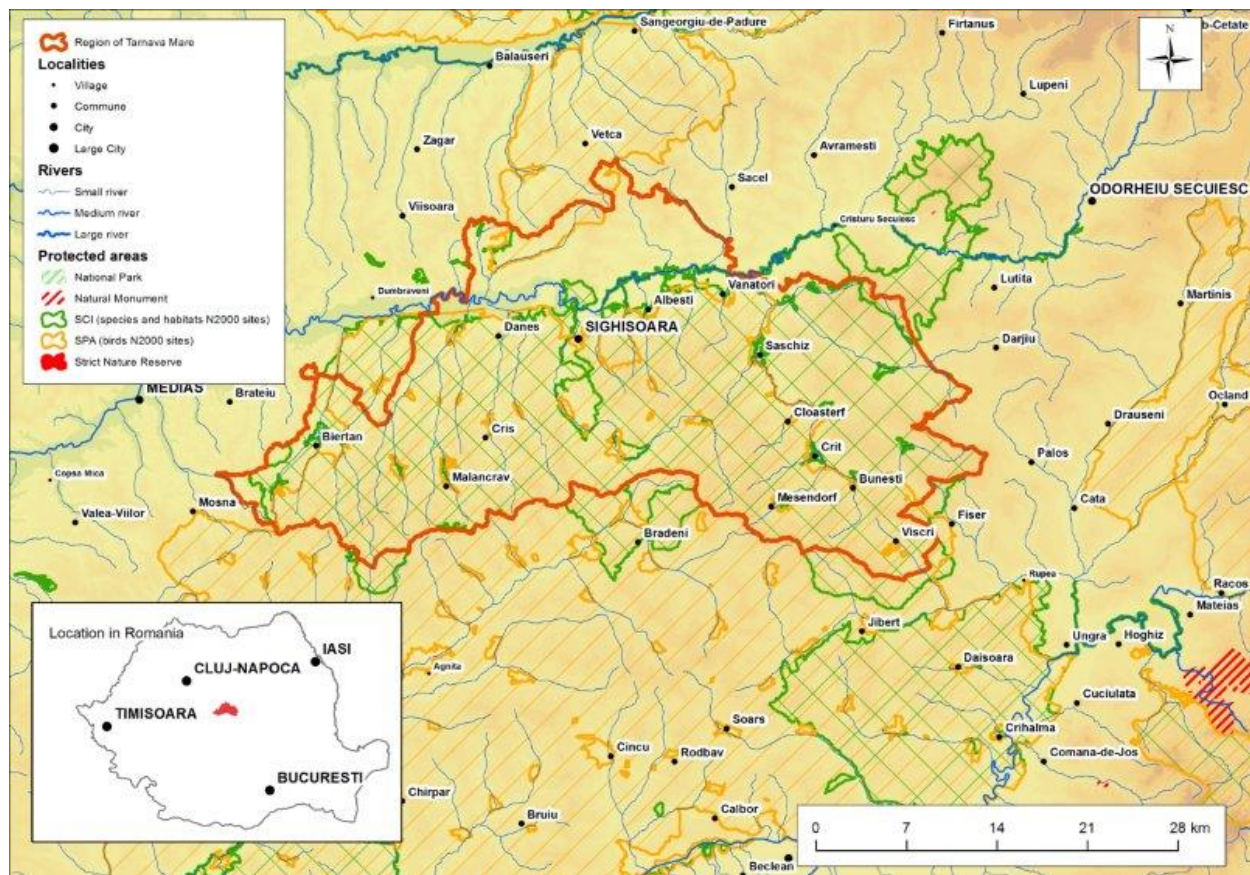 Region of Tarnava Mare
Localities
Village
Commune
City
Large City
Rivers
Small river
Medium river
Large river
Protected areas
National Park
Natural Monument
SCI (species and habitats N2000 sites)
SPA (birds N2000 sites)
Strict Nature Reserve
Sangeorgiu-de-Padure
Firtanus
b-Cetate
N
Balauseri
Lupeni
Zagar
Vetca
Avramesti
Sacel
ODORHEIU SECUIESC
Viisoara
Cristuru Secuiesc
Dumbraveni
Vanatori
Lutita
Albesti
Martinis
Danes
SIGHISOARA
Saschiz
Darjiu
MEDIAS
Brateiu
Ocland
Cloasterf
Drauseni
Biertan
Cris
Crit
Palos
Copsa Mica
Malancrav
Bunesti
Mosna
Mesendorf
Cata
Valea-Viilor
Bradeni
Viscri
Fiser
Rupea
Racos
Mateias
Jibert
Ungra
Hoghiz
Agnita
Daisoara
Cuciulata
Soars
Crihalma
Cincu
Rodbav
Comana-de-Jos
Chirpar
Bruiu
Calbor
Beclean
Location in Romania
IASI
CLUJ-NAPOCA
TIMISOARA
BUCURESTI
0 7 14 21 28 km